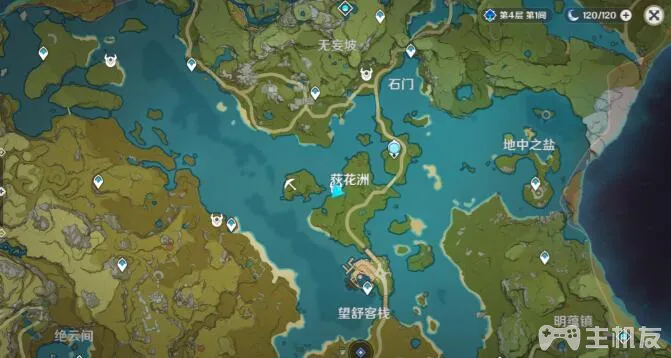 第4层 第1间
120/120
无妄坡
石门
地中之盐
荻花洲
望舒客栈
明蕴镇
绝云间
主机友